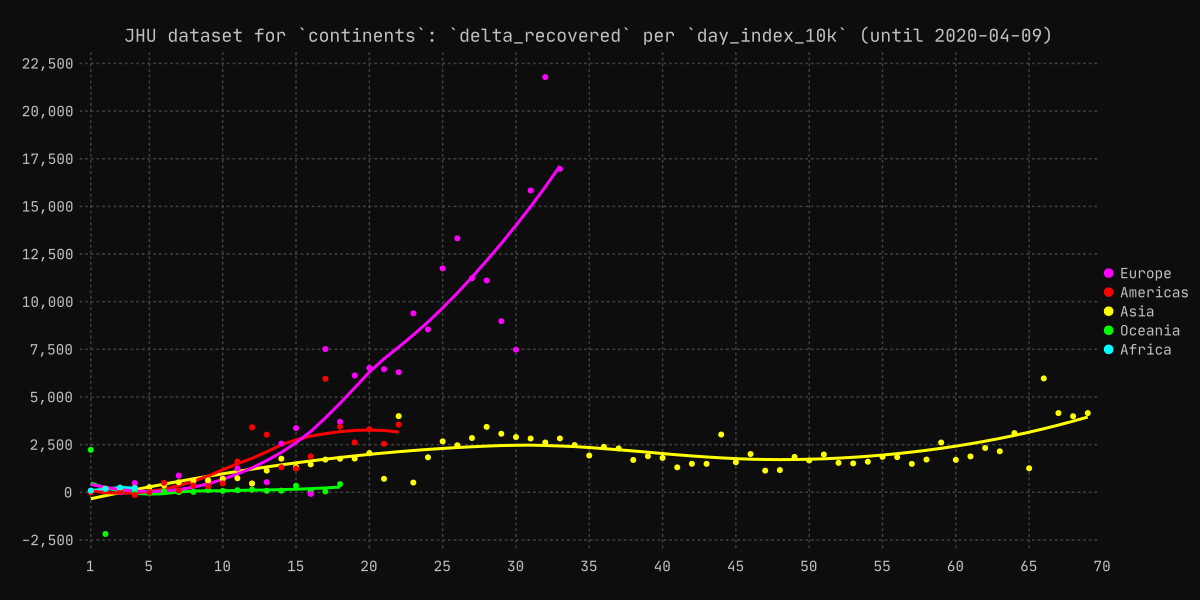 JHU dataset for `continents`: `delta_recovered` per `day_index_10k` (until 2020-04-09)
22,500
20,000
17,500
15,000
12,500
10,000
7,500
5,000
2,500
0
−2,500
1 5 10 15 20 25 30 35 40 45 50 55 60 65 70
Europe
Americas
Asia
Oceania
Africa